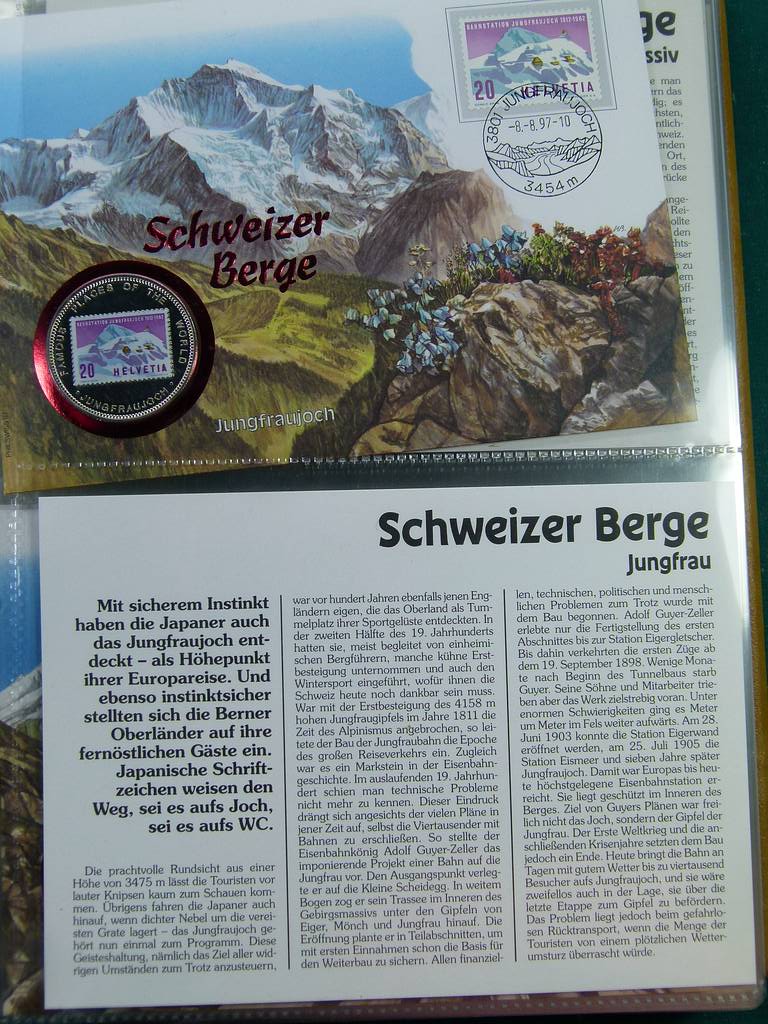 BAHNSTATION JUNGFRAUJOCH 1912-1962
20 HELVETIA
3801 JUNGFRAUJOCH
-8.-8.97-10
3454 m
ge
ssiv
Schweizer
Berge
FAMOUS PLACES OF THE WORLD
BAHNSTATION JUNGFRAUJOCH 1912-1962
20 HELVETIA
· JUNGFRAUJOCH ·
Jungfraujoch
Schweizer Berge
Jungfrau
Mit sicherem Instinkt
haben die Japaner auch
das Jungfraujoch ent-
deckt – als Höhepunkt
ihrer Europareise. Und
ebenso instinktsicher
stellten sich die Berner
Oberländer auf ihre
fernöstlichen Gäste ein.
Japanische Schrift-
zeichen weisen den
Weg, sei es aufs Joch,
sei es aufs WC.
Die prachtvolle Rundsicht aus einer
Höhe von 3475 m lässt die Touristen vor
lauter Knipsen kaum zum Schauen kom-
men. Übrigens fahren die Japaner auch
hinauf, wenn dichter Nebel um die verei-
sten Grate lagert – das Jungfraujoch ge-
hört nun einmal zum Programm. Diese
Geisteshaltung, nämlich das Ziel aller wid-
rigen Umständen zum Trotz anzusteuern,
war vor hundert Jahren ebenfalls jenen Eng-
ländern eigen, die das Oberland als Tum-
melplatz ihrer Sportgelüste entdeckten. In
der zweiten Hälfte des 19. Jahrhunderts
hatten sie, meist begleitet von einheimi-
schen Bergführern, manche kühne Erst-
besteigung unternommen und auch den
Wintersport eingeführt, wofür ihnen die
Schweiz heute noch dankbar sein muss.
War mit der Erstbesteigung des 4158 m
hohen Jungfraugipfels im Jahre 1811 die
Zeit des Alpinismus angebrochen, so lei-
tete der Bau der Jungfraubahn die Epoche
des großen Reiseverkehrs ein. Zugleich
war es ein Markstein in der Eisenbahn-
geschichte. Im auslaufenden 19. Jahrhun-
dert schien man technische Probleme
nicht mehr zu kennen. Dieser Eindruck
drängt sich angesichts der vielen Pläne in
jener Zeit auf, selbst die Viertausender mit
Bahnen zu erschließen. So stellte der
Eisenbahnkönig Adolf Guyer-Zeller das
imponierende Projekt einer Bahn auf die
Jungfrau vor. Den Ausgangspunkt verleg-
te er auf die Kleine Scheidegg. In weitem
Bogen zog er sein Trassee im Inneren des
Gebirgsmassivs unter den Gipfeln von
Eiger, Mönch und Jungfrau hinauf. Die
Eröffnung plante er in Teilabschnitten, um
mit ersten Einnahmen schon die Basis für
den Weiterbau zu sichern. Allen finanziel-
len, technischen, politischen und mensch-
lichen Problemen zum Trotz wurde mit
dem Bau begonnen. Adolf Guyer-Zeller
erlebte nur die Fertigstellung des ersten
Abschnittes bis zur Station Eigergletscher.
Bis dahin verkehrten die ersten Züge ab
dem 19. September 1898. Wenige Mona-
te nach Beginn des Tunnelbaus starb
Guyer. Seine Söhne und Mitarbeiter trie-
ben aber das Werk zielstrebig voran. Unter
enormen Schwierigkeiten ging es Meter
um Meter im Fels weiter aufwärts. Am 28.
Juni 1903 konnte die Station Eigerwand
eröffnet werden, am 25. Juli 1905 die
Station Eismeer und sieben Jahre später
Jungfraujoch. Damit war Europas bis heu-
te höchstgelegene Eisenbahnstation er-
reicht. Sie liegt geschützt im Inneren des
Berges. Ziel von Guyers Plänen war frei-
lich nicht das Joch, sondern der Gipfel der
Jungfrau. Der Erste Weltkrieg und die an-
schließenden Krisenjahre setzten dem Bau
jedoch ein Ende. Heute bringt die Bahn an
Tagen mit gutem Wetter bis zu viertausend
Besucher aufs Jungfraujoch, und sie wäre
zweifellos auch in der Lage, sie über die
letzte Etappe zum Gipfel zu befördern.
Das Problem liegt jedoch beim gefahrlo-
sen Rücktransport, wenn die Menge der
Touristen von einem plötzlichen Wetter-
umsturz überrascht würde.